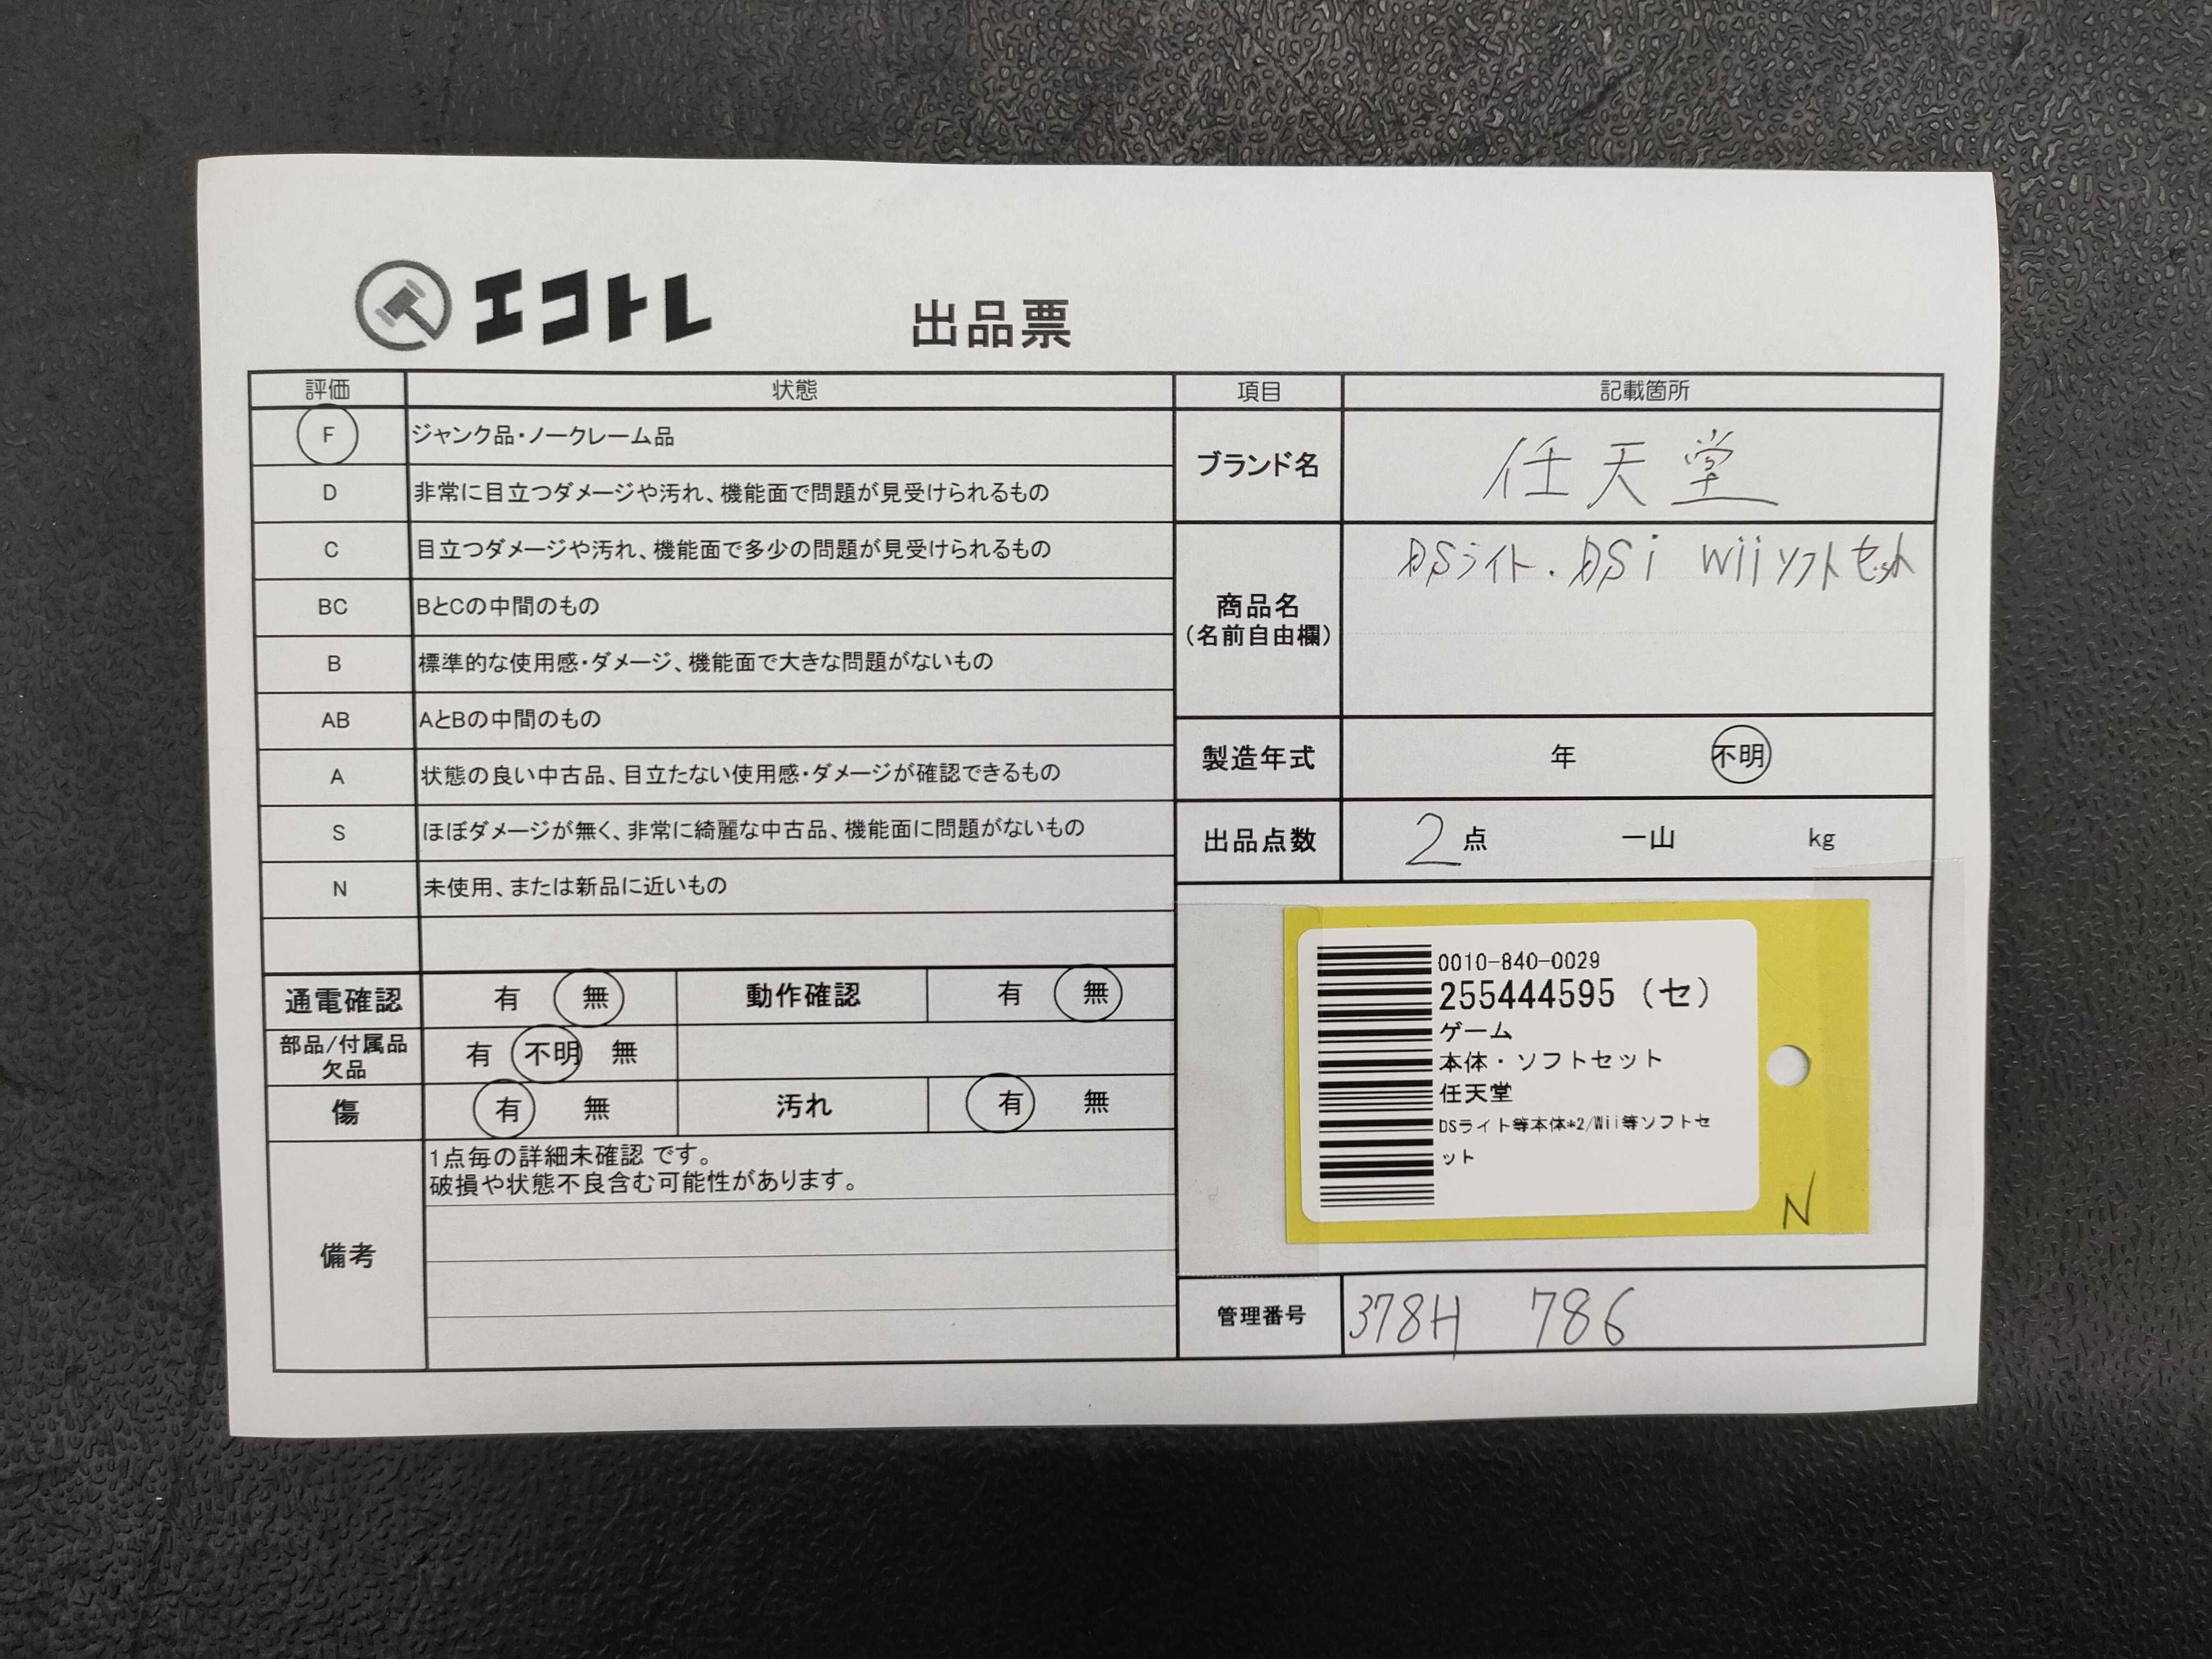 エコトレ
出品票
評価 状態
F ジャンク品・ノークレーム品
D 非常に目立つダメージや汚れ、機能面で問題が見受けられるもの
C 目立つダメージや汚れ、機能面で多少の問題が見受けられるもの
BC BとCの中間のもの
B 標準的な使用感・ダメージ、機能面で大きな問題がないもの
AB AとBの中間のもの
A 状態の良い中古品、目立たない使用感・ダメージが確認できるもの
S ほぼダメージが無く、非常に綺麗な中古品、機能面に問題がないもの
N 未使用、または新品に近いもの
通電確認 有 無 動作確認 有 無
部品/付属品
欠品 有 不明 無
傷 有 無 汚れ 有 無
備考
1点毎の詳細未確認 です。
破損や状態不良含む可能性があります。
項目 記載箇所
ブランド名 任天堂
商品名
(名前自由欄)
DSライト・DSi Wiiソフトセット
製造年式 年 不明
出品点数 2点 一山 kg
0010-840-0029
255444595 (セ)
ゲーム
本体・ソフトセット
任天堂
DSライト等本体*2/Wii等ソフトセ
ット
N
管理番号 378H 786